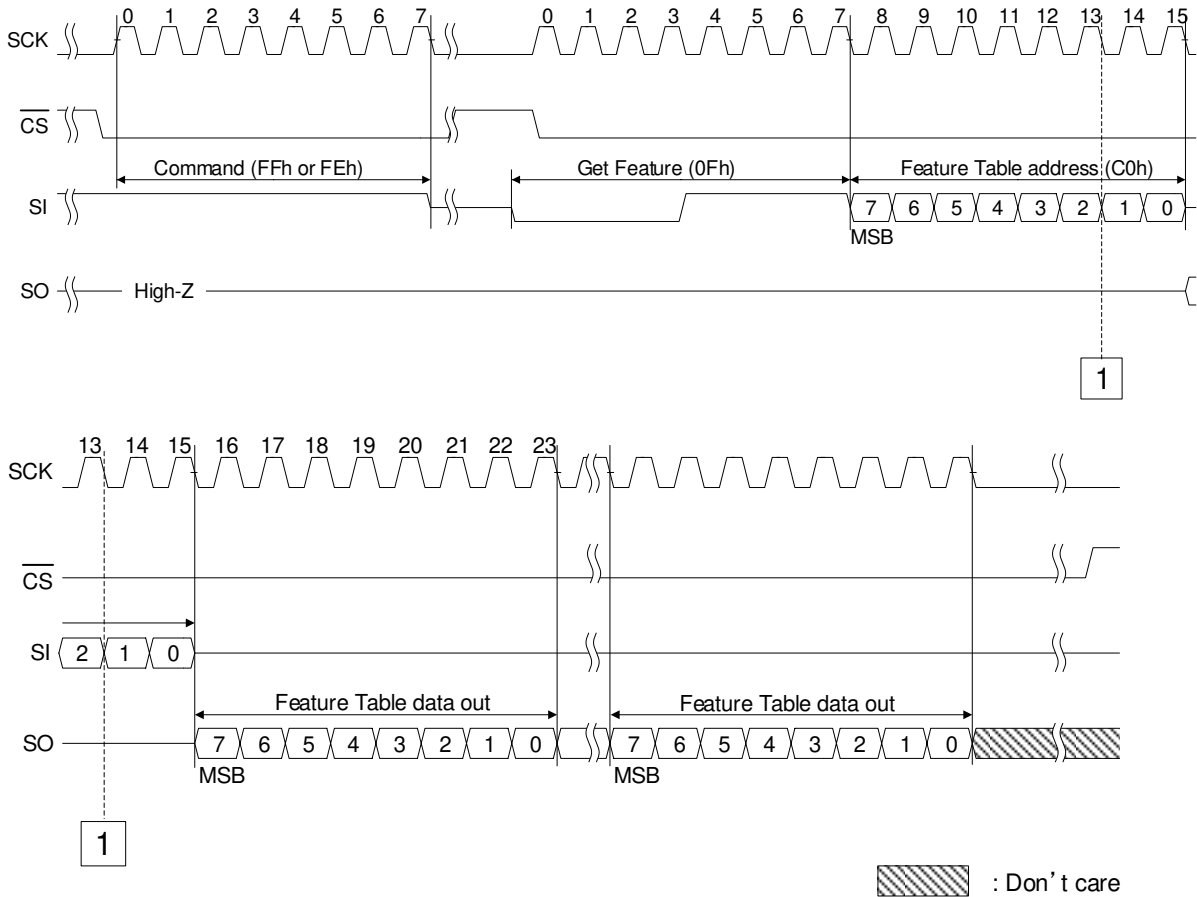 0 1 2 3 4 5 6 7 0 1 2 3 4 5 6 7 8 9 10 11 12 13 14 15
SCK
CS
Command (FFh or FEh) Get Feature (0Fh) Feature Table address (C0h)
SI 7 6 5 4 3 2 1 0
MSB
SO High-Z
1
13 14 15 16 17 18 19 20 21 22 23
SCK
CS
SI 2 1 0
Feature Table data out Feature Table data out
SO 7 6 5 4 3 2 1 0 7 6 5 4 3 2 1 0
MSB MSB
1
: Don't care